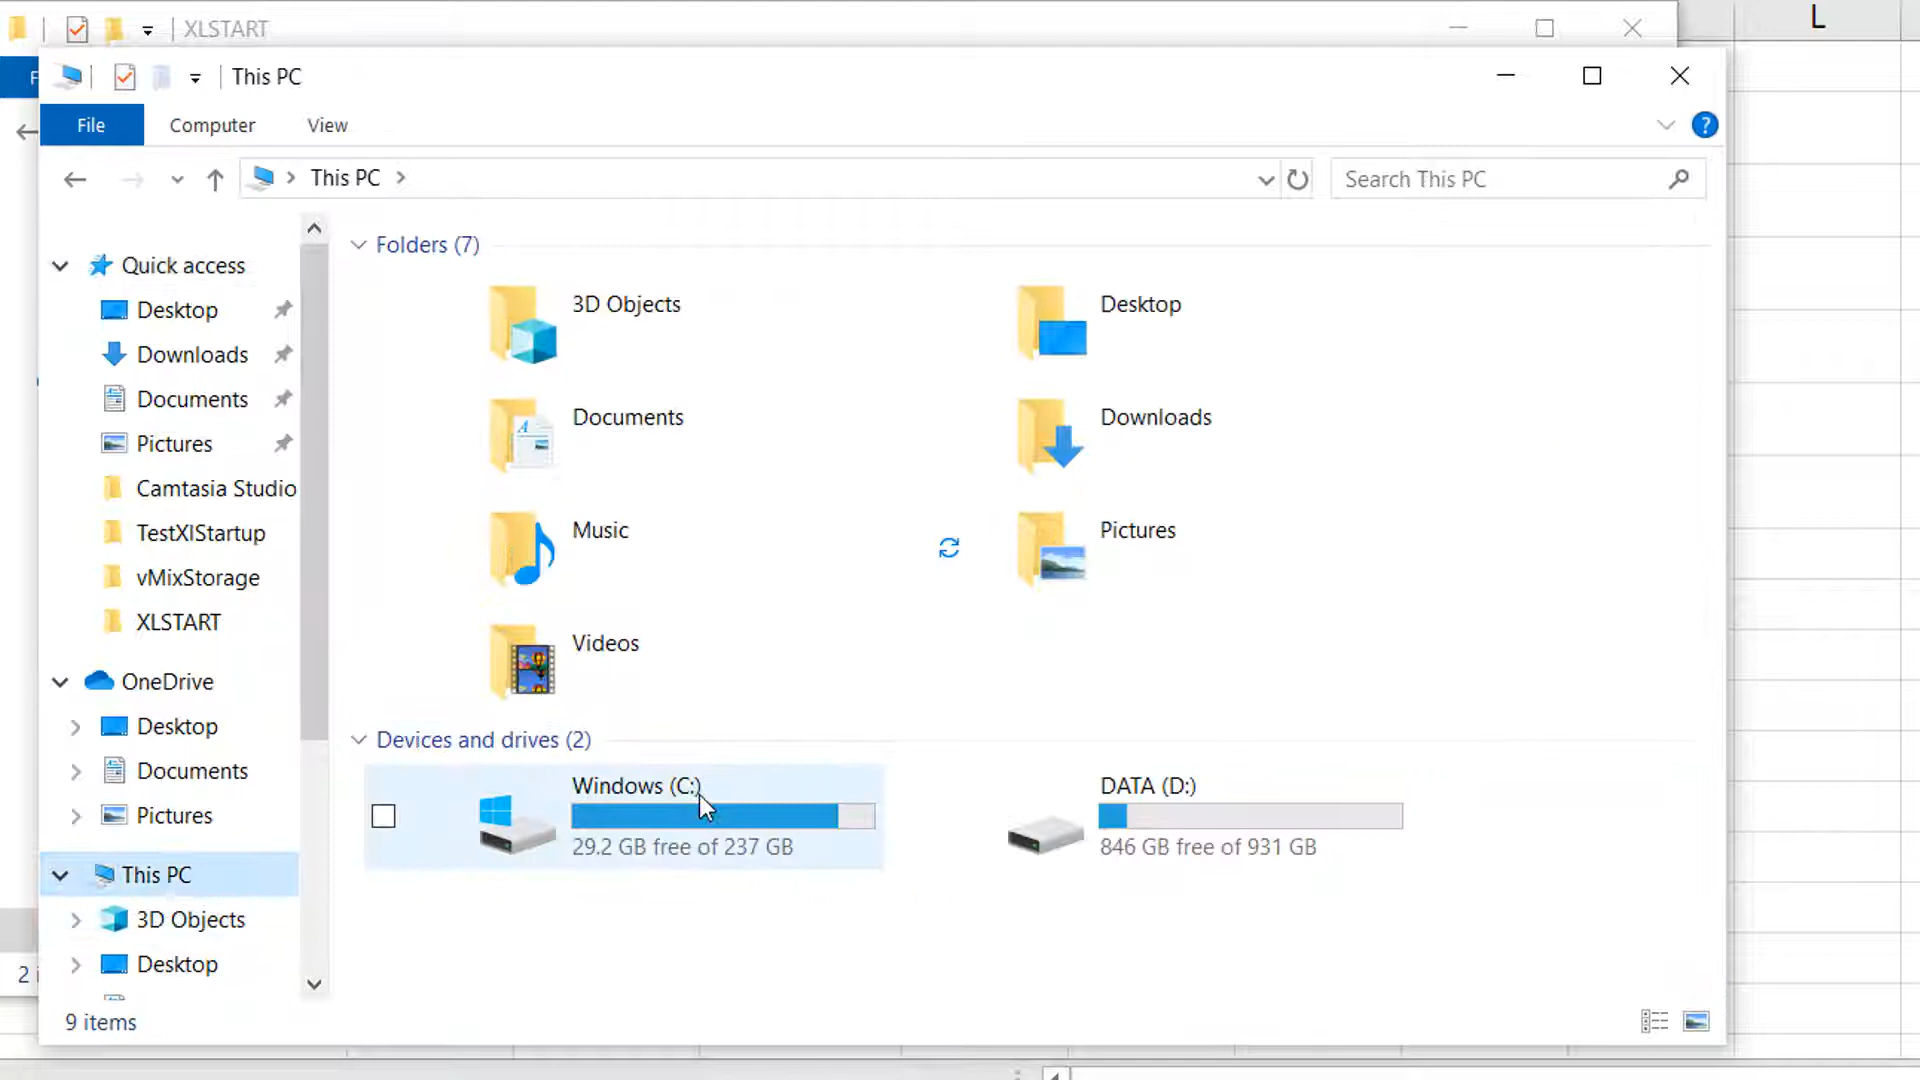 XLSTART
L
This PC
File
Computer
View
?
This PC
Search This PC
Quick access
Desktop
Downloads
Documents
Pictures
Camtasia Studio
TestXlStartup
vMixStorage
XLSTART
OneDrive
Desktop
Documents
Pictures
This PC
3D Objects
Desktop
Folders (7)
3D Objects
Desktop
Documents
Downloads
Music
Pictures
Videos
Devices and drives (2)
Windows (C:)
29.2 GB free of 237 GB
DATA (D:)
846 GB free of 931 GB
9 items
2